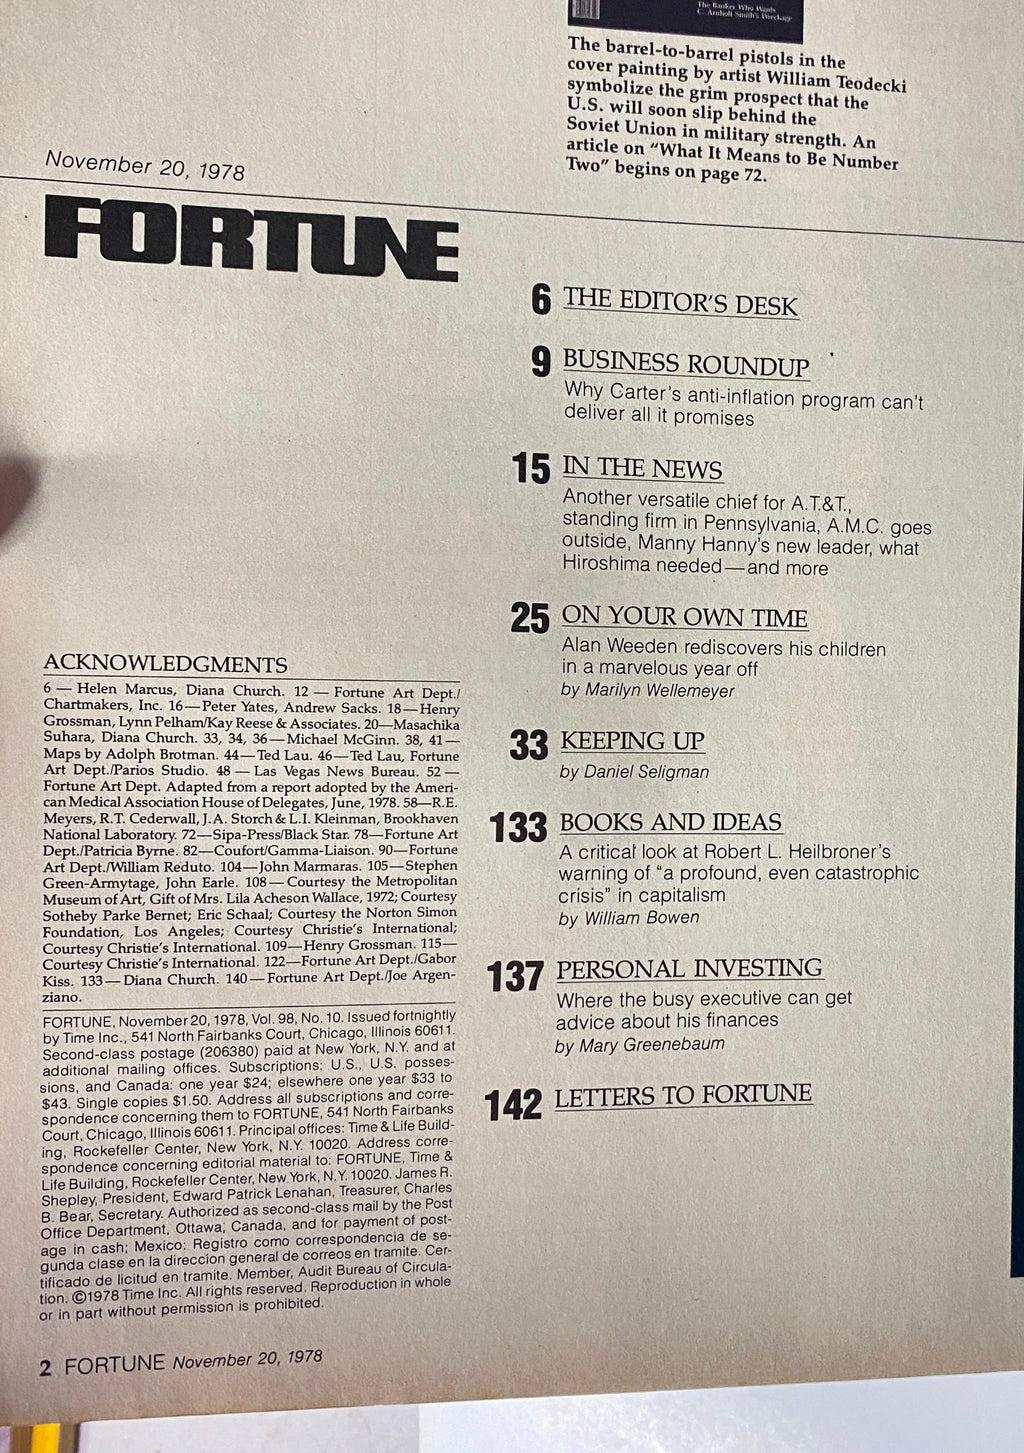 The Banker Who Wants
C. Arnholt Smith's Wreckage
The barrel-to-barrel pistols in the
cover painting by artist William Teodecki
symbolize the grim prospect that the
U.S. will soon slip behind the
Soviet Union in military strength. An
article on “What It Means to Be Number
Two” begins on page 72.
November 20, 1978
FORTUNE
6 THE EDITOR'S DESK
9 BUSINESS ROUNDUP
Why Carter's anti-inflation program can't
deliver all it promises
15 IN THE NEWS
Another versatile chief for A.T.&T.,
standing firm in Pennsylvania, A.M.C. goes
outside, Manny Hanny's new leader, what
Hiroshima needed—and more
25 ON YOUR OWN TIME
Alan Weeden rediscovers his children
in a marvelous year off
by Marilyn Wellemeyer
33 KEEPING UP
by Daniel Seligman
133 BOOKS AND IDEAS
A critical look at Robert L. Heilbroner's
warning of “a profound, even catastrophic
crisis” in capitalism
by William Bowen
137 PERSONAL INVESTING
Where the busy executive can get
advice about his finances
by Mary Greenebaum
142 LETTERS TO FORTUNE
ACKNOWLEDGMENTS
6 — Helen Marcus, Diana Church. 12 — Fortune Art Dept./
Chartmakers, Inc. 16—Peter Yates, Andrew Sacks. 18—Henry
Grossman, Lynn Pelham/Kay Reese & Associates. 20—Masachika
Suhara, Diana Church. 33, 34, 36—Michael McGinn. 38, 41—
Maps by Adolph Brotman. 44—Ted Lau. 46—Ted Lau, Fortune
Art Dept./Parios Studio. 48 — Las Vegas News Bureau. 52 —
Fortune Art Dept. Adapted from a report adopted by the Ameri-
can Medical Association House of Delegates, June, 1978. 58—R.E.
Meyers, R.T. Cederwall, J.A. Storch & L.I. Kleinman, Brookhaven
National Laboratory. 72—Sipa-Press/Black Star. 78—Fortune Art
Dept./Patricia Byrne. 82—Coufort/Gamma-Liaison. 90—Fortune
Art Dept./William Reduto. 104—John Marmaras. 105—Stephen
Green-Armytage, John Earle. 108 — Courtesy the Metropolitan
Museum of Art, Gift of Mrs. Lila Acheson Wallace, 1972; Courtesy
Sotheby Parke Bernet; Eric Schaal; Courtesy the Norton Simon
Foundation, Los Angeles; Courtesy Christie's International;
Courtesy Christie's International. 109—Henry Grossman. 115—
Courtesy Christie's International. 122—Fortune Art Dept./Gabor
Kiss. 133—Diana Church. 140—Fortune Art Dept./Joe Argen-
ziano.
FORTUNE, November 20, 1978, Vol. 98, No. 10. Issued fortnightly
by Time Inc., 541 North Fairbanks Court, Chicago, Illinois 60611.
Second-class postage (206380) paid at New York, N.Y. and at
additional mailing offices. Subscriptions: U.S., U.S. posses-
sions, and Canada: one year $24; elsewhere one year $33 to
$43. Single copies $1.50. Address all subscriptions and corre-
spondence concerning them to FORTUNE, 541 North Fairbanks
Court, Chicago, Illinois 60611. Principal offices: Time & Life Build-
ing, Rockefeller Center, New York, N.Y. 10020. Address corre-
spondence concerning editorial material to: FORTUNE, Time &
Life Building, Rockefeller Center, New York, N.Y. 10020. James R.
Shepley, President, Edward Patrick Lenahan, Treasurer, Charles
B. Bear, Secretary. Authorized as second-class mail by the Post
Office Department, Ottawa, Canada, and for payment of post-
age in cash; Mexico: Registro como correspondencia de se-
gunda clase en la direccion general de correos en tramite. Cer-
tificado de licitud en tramite. Member, Audit Bureau of Circula-
tion. ©1978 Time Inc. All rights reserved. Reproduction in whole
or in part without permission is prohibited.
2 FORTUNE November 20, 1978